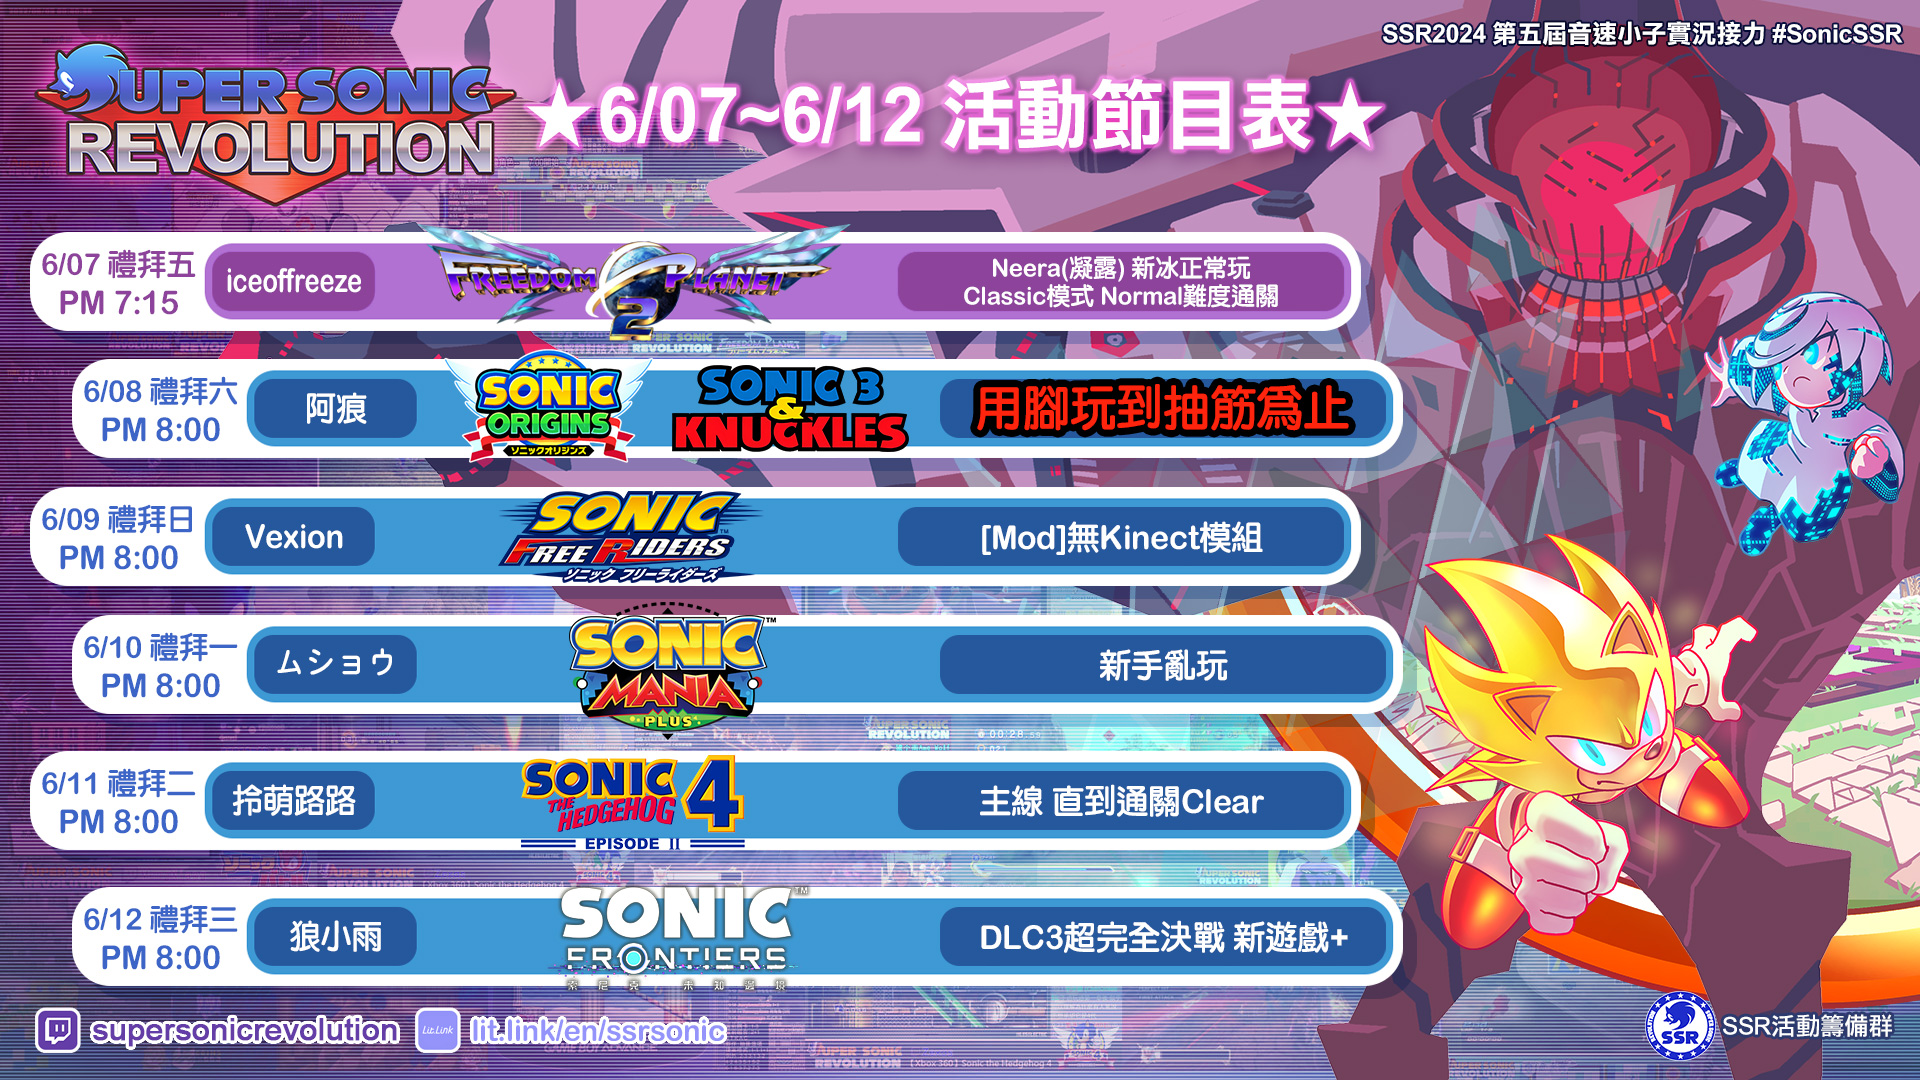 SSR2024 第五屆音速小子實況接力 #SonicSSR
SUPER SONIC
REVOLUTION
★6/07~6/12 活動節目表★
6/07 禮拜五
PM 7:15
iceoffreeze
FREEDOM PLANET
2
Neera(凝露) 新冰正常玩
Classic模式 Normal難度通關
6/08 禮拜六
PM 8:00
阿痕
SONIC
ORIGINS
ソニックオリジンズ
SONIC 3
&
KNUCKLES
用腳玩到抽筋為止
6/09 禮拜日
PM 8:00
Vexion
SONIC
FREE RIDERS
ソニック フリーライダーズ
[Mod]無Kinect模組
6/10 禮拜一
PM 8:00
ムショウ
SONIC
MANIA
PLUS
新手亂玩
6/11 禮拜二
PM 8:00
拎萌路路
SONIC
THE
HEDGEHOG
4
EPISODE II
主線 直到通關Clear
6/12 禮拜三
PM 8:00
狼小雨
SONIC
FRONTIERS
索尼克 未知邊境
DLC3超完全決戰 新遊戲+
supersonicrevolution
Lit.Link
lit.link/en/ssrsonic
SSR
SSR活動籌備群